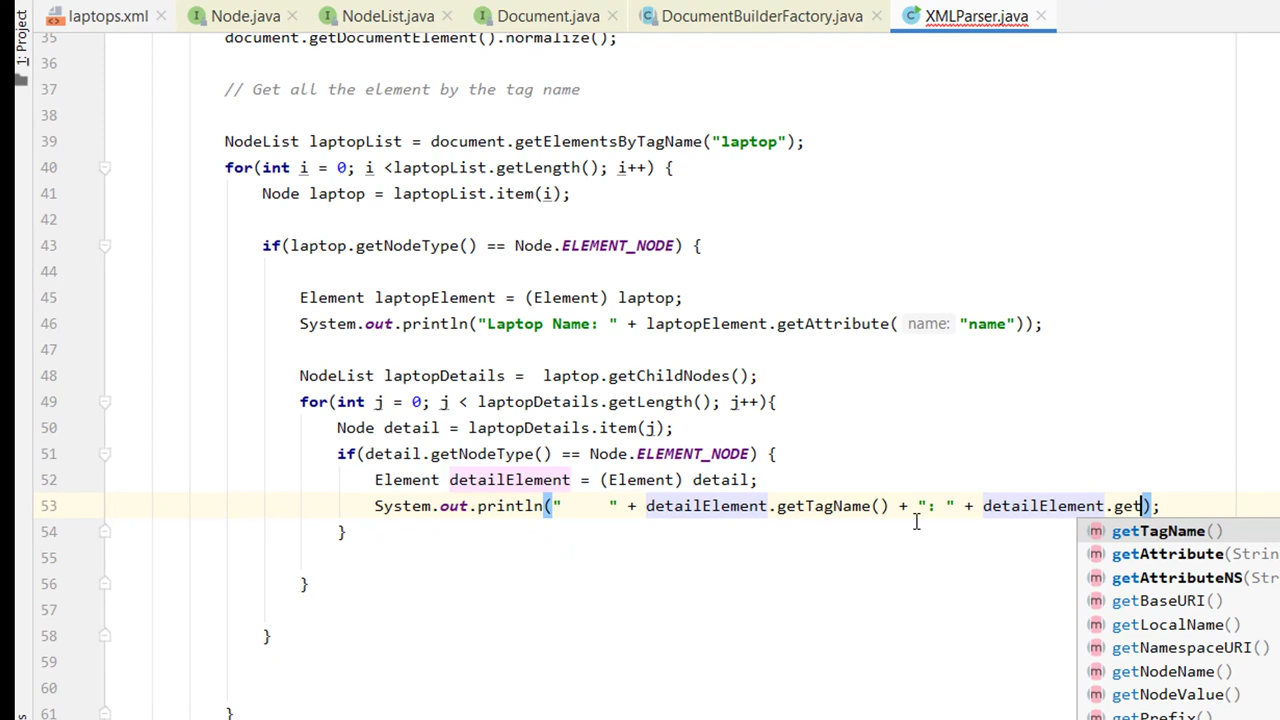 laptops.xml Node.java NodeList.java Document.java DocumentBuilderFactory.java XMLParser.java
1: Project
35 document.getDocumentElement().normalize();
36
37 // Get all the element by the tag name
38
39 NodeList laptopList = document.getElementsByTagName("laptop");
40 for(int i = 0; i <laptopList.getLength(); i++) {
41 Node laptop = laptopList.item(i);
42
43 if(laptop.getNodeType() == Node.ELEMENT_NODE) {
44
45 Element laptopElement = (Element) laptop;
46 System.out.println("Laptop Name: " + laptopElement.getAttribute( name: "name"));
47
48 NodeList laptopDetails =  laptop.getChildNodes();
49 for(int j = 0; j < laptopDetails.getLength(); j++){
50 Node detail = laptopDetails.item(j);
51 if(detail.getNodeType() == Node.ELEMENT_NODE) {
52 Element detailElement = (Element) detail;
53 System.out.println("     " + detailElement.getTagName() + ": " + detailElement.get);
54 }
55
56 }
57
58 }
59
60
61 }
getTagName()
getAttribute(Strin
getAttributeNS(Str
getBaseURI()
getLocalName()
getNamespaceURI()
getNodeName()
getNodeValue()
getPrefix()